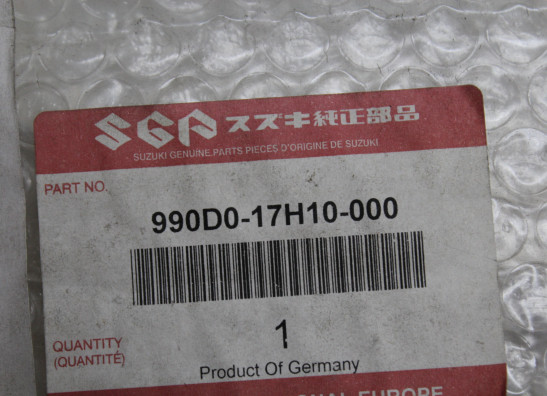 SGP スズキ純正部品
SUZUKI GENUINE PARTS PIECES D'ORIGINE DE SUZUKI
PART NO.
990D0-17H10-000
QUANTITY
(QUANTITÉ)
1
Product Of Germany
EUROPE